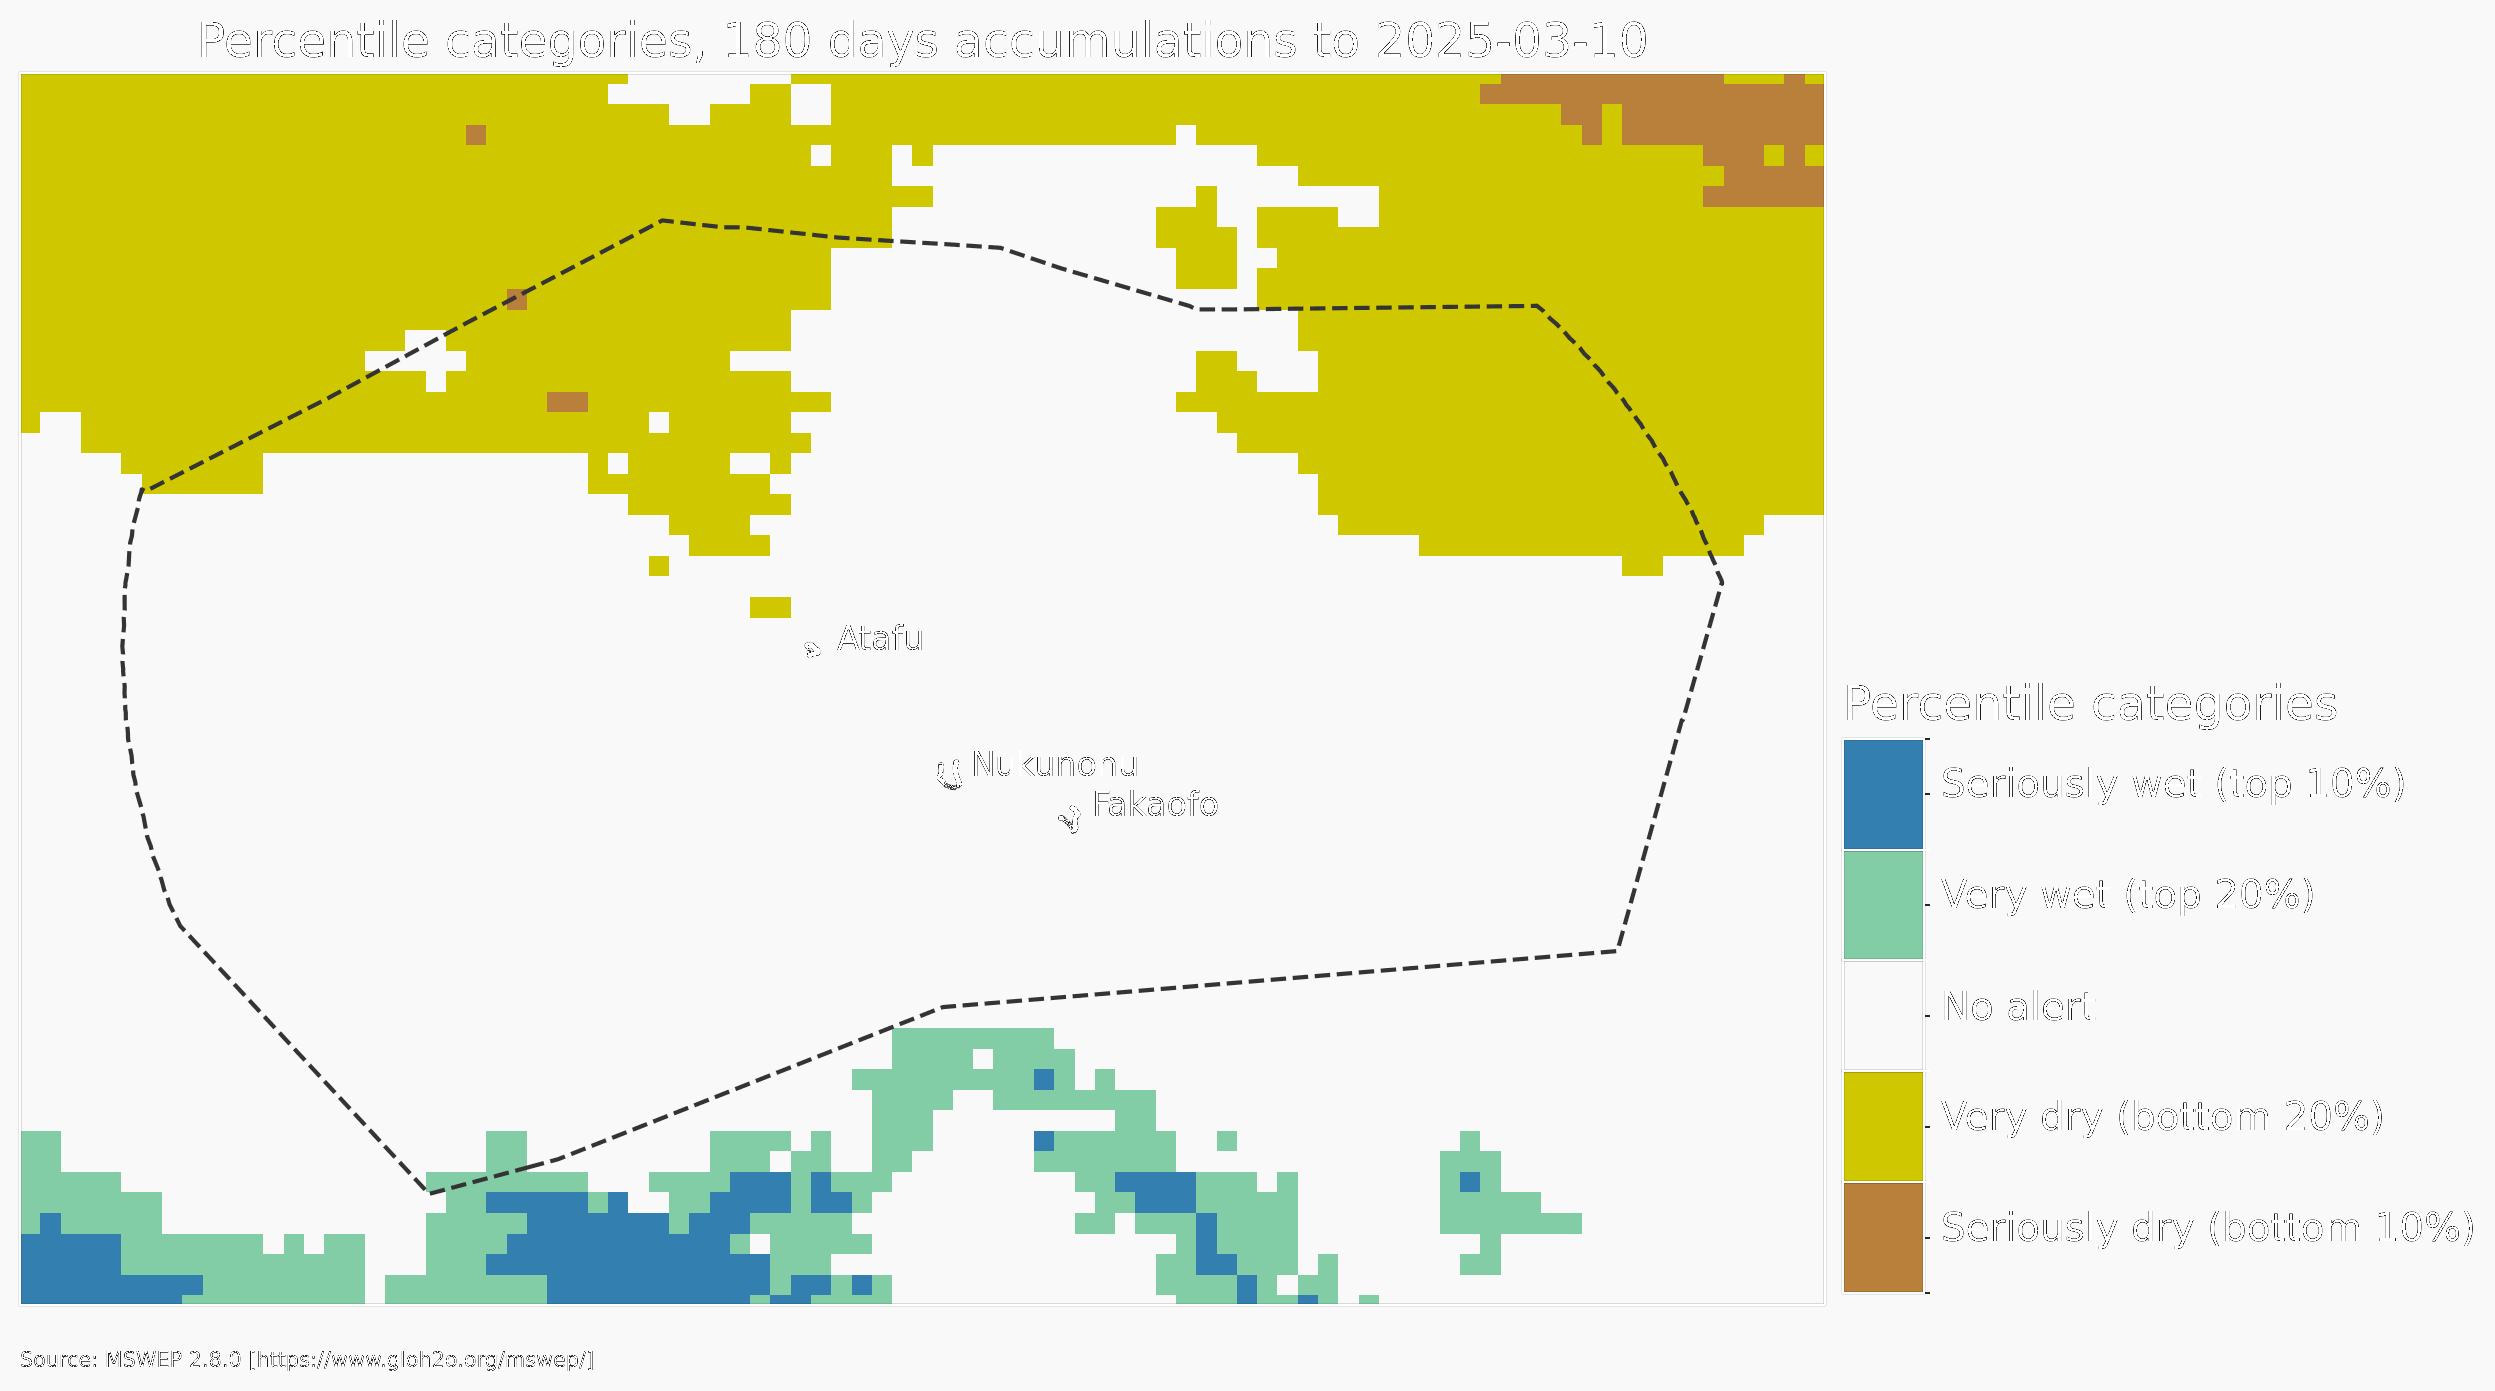 Percentile categories, 180 days accumulations to 2025-03-10
Atafu
Nukunonu
Fakaofo
Percentile categories
Seriously wet (top 10%)
Very wet (top 20%)
No alert
Very dry (bottom 20%)
Seriously dry (bottom 10%)
Source: MSWEP 2.8.0 [https://www.gloh2o.org/mswep/]